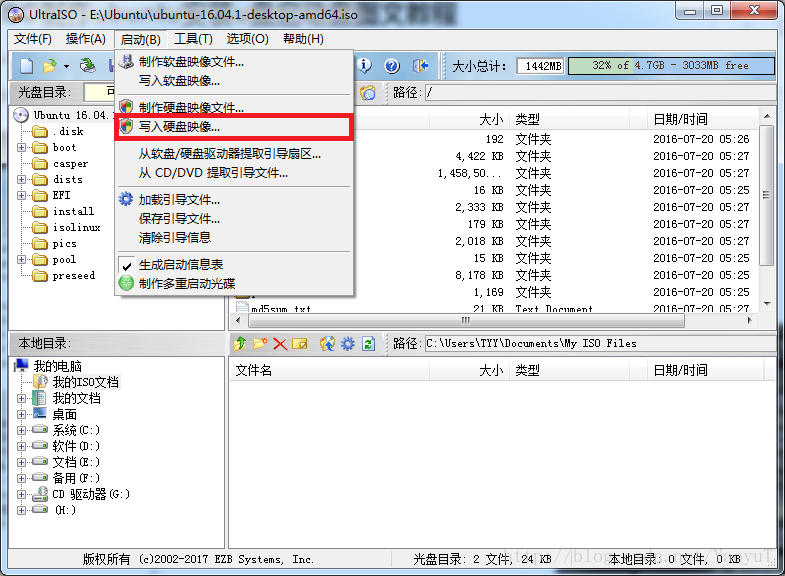 UltraISO - E:\Ubuntu\ubuntu-16.04.1-desktop-amd64.iso
文件(F) 操作(A) 启动(B) 工具(T) 选项(O) 帮助(H)
大小总计: 1442MB 32% of 4.7GB - 3033MB free
光盘目录: 可 路径: /
制作软盘映像文件...
写入软盘映像...
制作硬盘映像文件...
写入硬盘映像...
从软盘/硬盘驱动器提取引导扇区...
从 CD/DVD 提取引导文件...
加载引导文件...
保存引导文件...
清除引导信息
生成启动信息表
制作多重启动光碟
Ubuntu 16.04.
.disk
boot
casper
dists
EFI
install
isolinux
pics
pool
preseed
大小 类型 日期/时间
192 文件夹 2016-07-20 05:26
4,422 KB 文件夹 2016-07-20 05:27
1,458,50... 文件夹 2016-07-20 05:27
16 KB 文件夹 2016-07-20 05:25
2,333 KB 文件夹 2016-07-20 05:27
179 KB 文件夹 2016-07-20 05:27
2,018 KB 文件夹 2016-07-20 05:27
15 KB 文件夹 2016-07-20 05:25
8,178 KB 文件夹 2016-07-20 05:25
1,169 文件夹 2016-07-20 05:25
md5sum.txt 21 KB Text Document 2016-07-20 05:27
本地目录: 路径: C:\Users\TYY\Documents\My ISO Files
我的电脑
我的ISO文档
我的文档
桌面
系统(C:)
软件(D:)
文档(E:)
备用(F:)
CD 驱动器(G:)
(H:)
文件名 大小 类型 日期/时间
版权所有 (c)2002-2017 EZB Systems, Inc. 光盘目录: 2 文件, 24 KB 本地目录: 0 文件, 0 KB